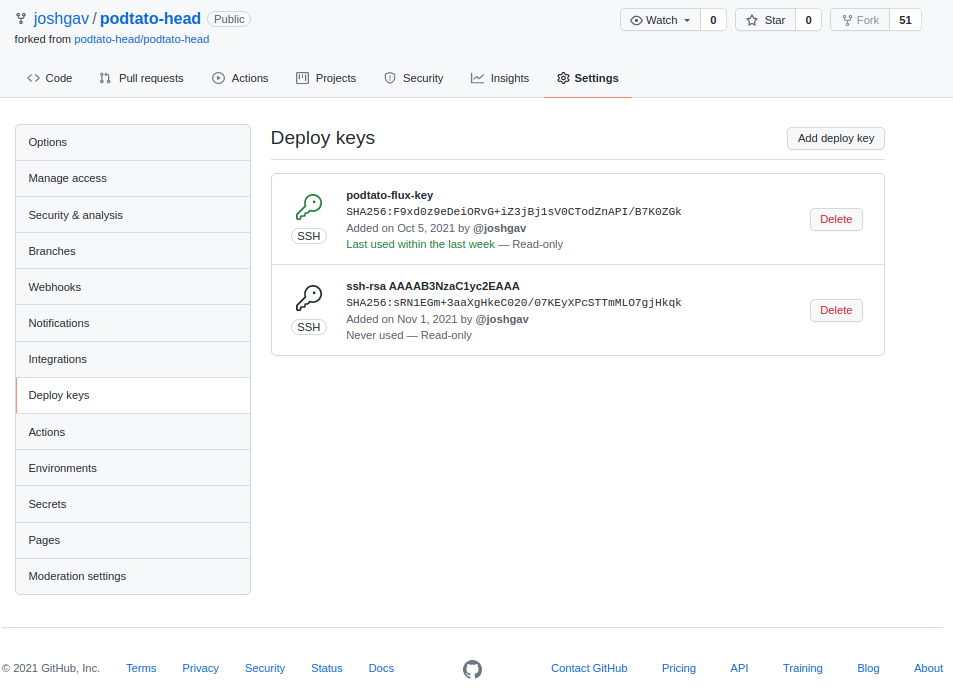 joshgav / podtato-head Public
Watch 0 Star 0 Fork 51
forked from podtato-head/podtato-head
Code Pull requests Actions Projects Security Insights Settings
Options
Manage access
Security & analysis
Branches
Webhooks
Notifications
Integrations
Deploy keys
Actions
Environments
Secrets
Pages
Moderation settings
Deploy keys
Add deploy key
podtato-flux-key
SHA256:F9xd0z9eDeiORvG+iZ3jBj1sV0CTodZnAPI/B7K0ZGk
Added on Oct 5, 2021 by @joshgav
Last used within the last week — Read-only
SSH
Delete
ssh-rsa AAAAB3NzaC1yc2EAAA
SHA256:sRN1EGm+3aaXgHkeC020/07KEyXPcSTTmMLO7gjHkqk
Added on Nov 1, 2021 by @joshgav
Never used — Read-only
SSH
Delete
© 2021 GitHub, Inc. Terms Privacy Security Status Docs Contact GitHub Pricing API Training Blog About